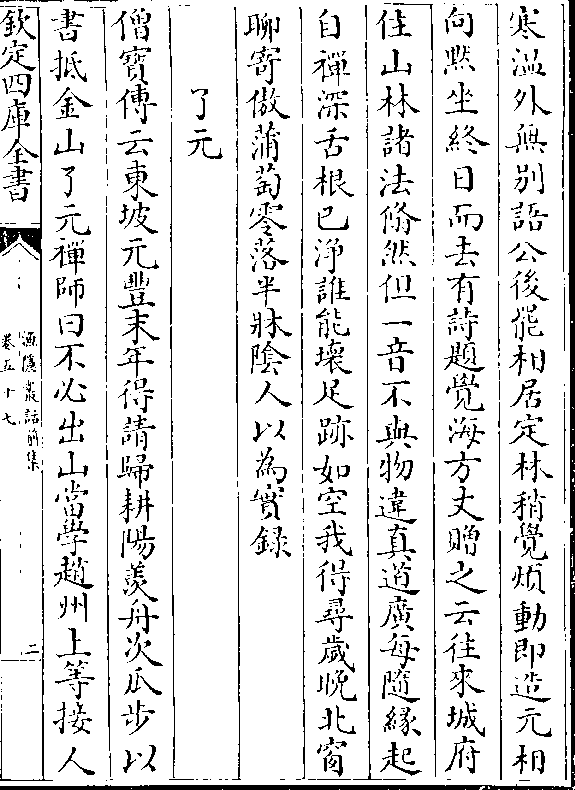 寒溫外無別語公後罷相居定林稍覺煩動即造元相
向黙坐終日而去有詩題覺海方丈贈之云往來城府
住山林諸法翛然但一音不與物違真道廣每隨緣起
自禪深舌根已淨誰能壞足跡如空我得尋歲晩北窗
聊寄傲蒲萄零落半牀隂人以為實録
了元
僧寶傳云東坡元豐末年得請歸耕陽羨舟次瓜步以
書抵金山了元禪師曰不必出山當學趙州上等接人
欽定四庫全書
漁隱叢話前集
卷五十七
二